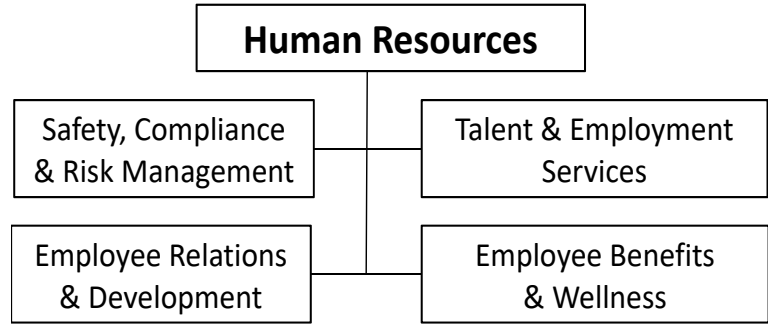 Human Resources
Safety, Compliance
& Risk Management
Talent & Employment
Services
Employee Relations
& Development
Employee Benefits
& Wellness